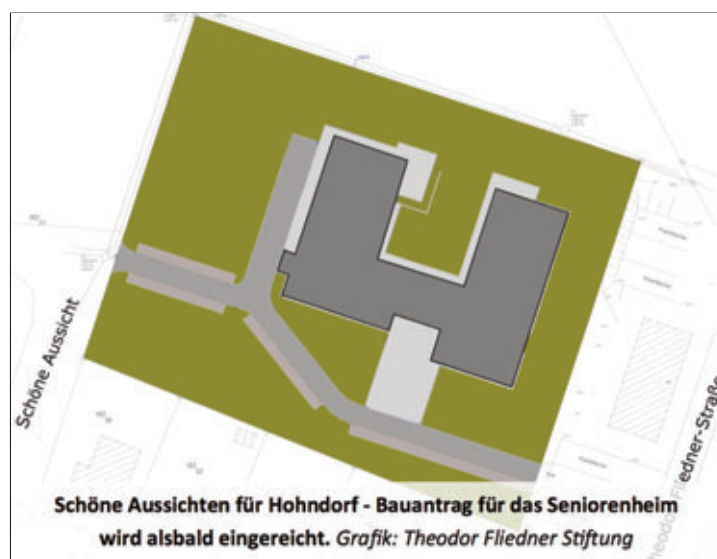 Schöne Aussicht
edner-Straße
Schöne Aussichten für Hohndorf - Bauantrag für das Seniorenheim
wird alsbald eingereicht. Grafik: Theodor Fliedner Stiftung